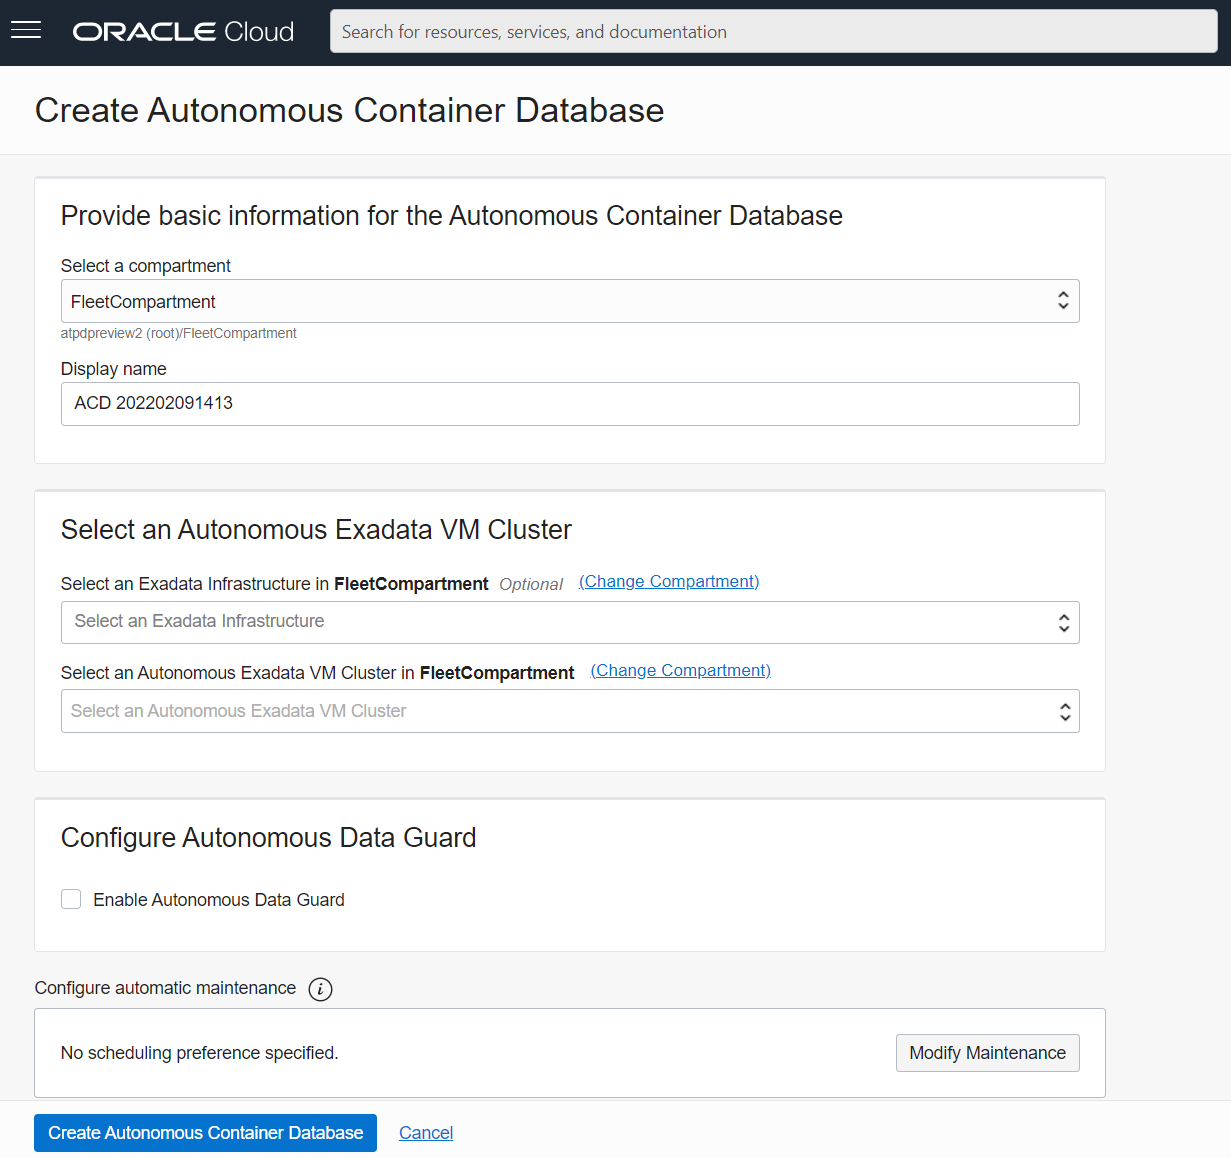 ORACLE Cloud
Search for resources, services, and documentation
Create Autonomous Container Database
Provide basic information for the Autonomous Container Database
Select a compartment
FleetCompartment
atpdpreview2 (root)/FleetCompartment
Display name
ACD 202202091413
Select an Autonomous Exadata VM Cluster
Select an Exadata Infrastructure in FleetCompartment Optional (Change Compartment)
Select an Exadata Infrastructure
Select an Autonomous Exadata VM Cluster in FleetCompartment (Change Compartment)
Select an Autonomous Exadata VM Cluster
Configure Autonomous Data Guard
Enable Autonomous Data Guard
Configure automatic maintenance i
No scheduling preference specified. Modify Maintenance
Create Autonomous Container Database Cancel